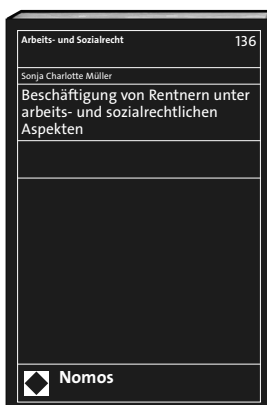 Arbeits- und Sozialrecht 136
Sonja Charlotte Müller
Beschäftigung von Rentnern unter
arbeits- und sozialrechtlichen
Aspekten
Nomos